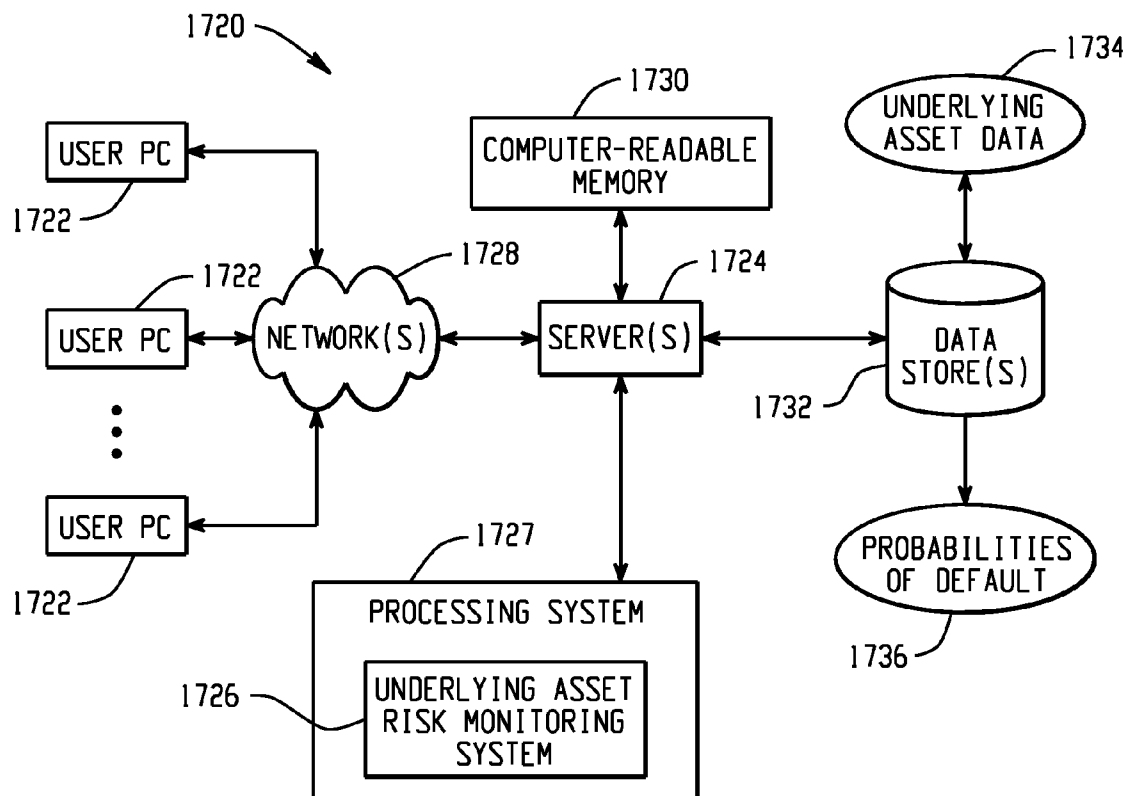 1720
1734
1730
UNDERLYING
ASSET DATA
USER PC
COMPUTER-READABLE
MEMORY
1722
1722
1728
1724
USER PC
NETWORK(S)
SERVER(S)
DATA
STORE(S)
1732
USER PC
1727
PROBABILITIES
OF DEFAULT
1722
PROCESSING SYSTEM
1736
1726
UNDERLYING ASSET
RISK MONITORING
SYSTEM